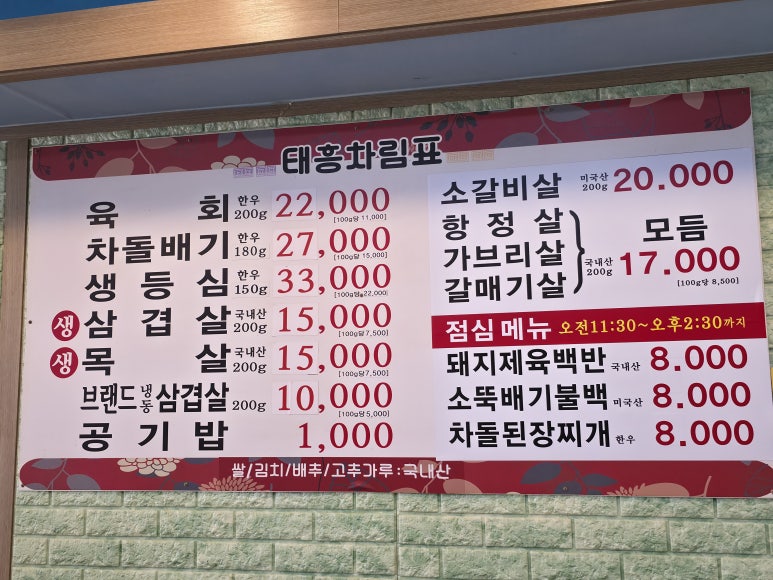 태흥차림표
육회 한우 200g 22,000
[100g당 11,000]
차돌배기 한우 180g 27,000
[100g당 15,000]
생등심 한우 150g 33,000
[100g당 22,000]
생 삼겹살 국내산 200g 15,000
[100g당 7,500]
생 목살 국내산 200g 15,000
[100g당 7,500]
브랜드 냉동 삼겹살 200g 10,000
[100g당 5,000]
공기밥 1,000
쌀/김치/배추/고추가루:국내산
소갈비살 미국산 200g 20.000
항정살
가브리살
갈매기살
모듬
국내산 200g 17.000
[100g당 8,500]
점심 메뉴 오전11:30~오후2:30까지
돼지제육백반 국내산 8.000
소뚝배기불백 미국산 8.000
차돌된장찌개 한우 8.000